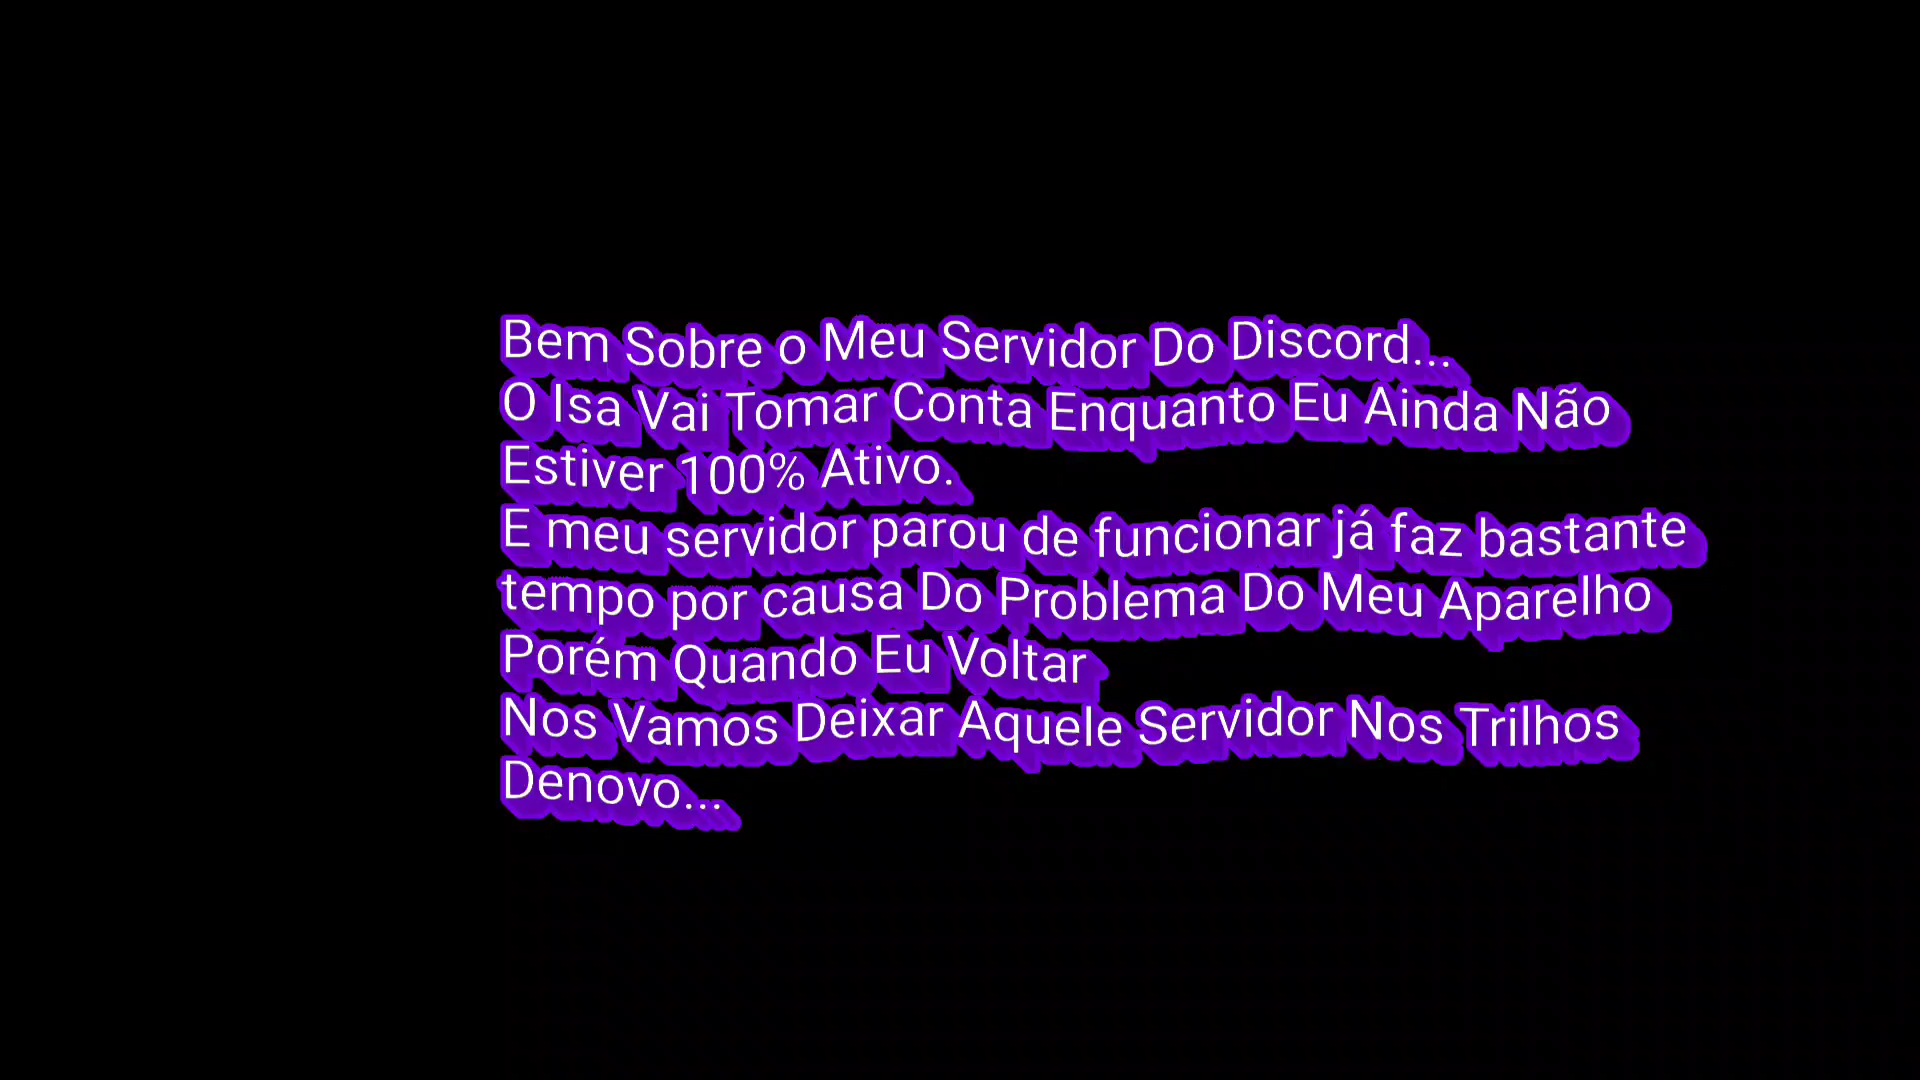 Bem Sobre o Meu Servidor Do Discord...
O Isa Vai Tomar Conta Enquanto Eu Ainda Não
Estiver 100% Ativo.
E meu servidor parou de funcionar já faz bastante
tempo por causa Do Problema Do Meu Aparelho
Porém Quando Eu Voltar
Nos Vamos Deixar Aquele Servidor Nos Trilhos
Denovo...